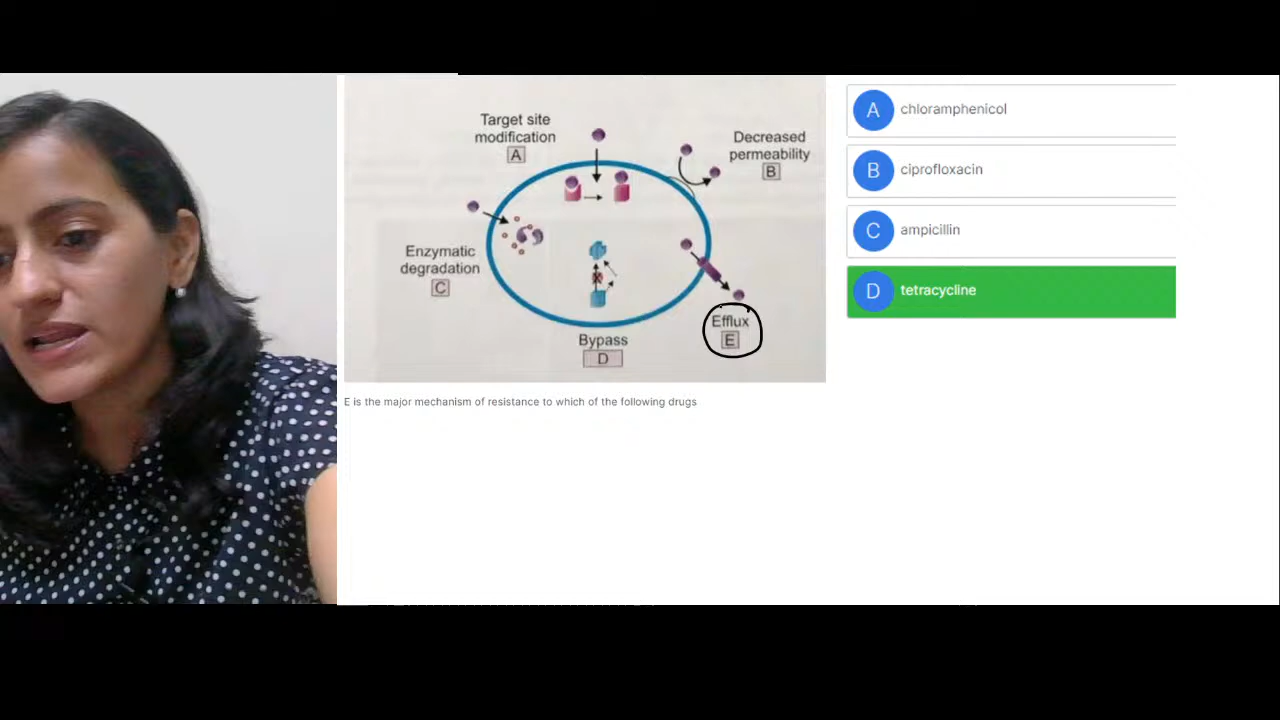 Target site
modification
A
Decreased
permeability
B
Enzymatic
degradation
C
Efflux
E
Bypass
D
E is the major mechanism of resistance to which of the following drugs
A chloramphenicol
B ciprofloxacin
C ampicillin
D tetracycline